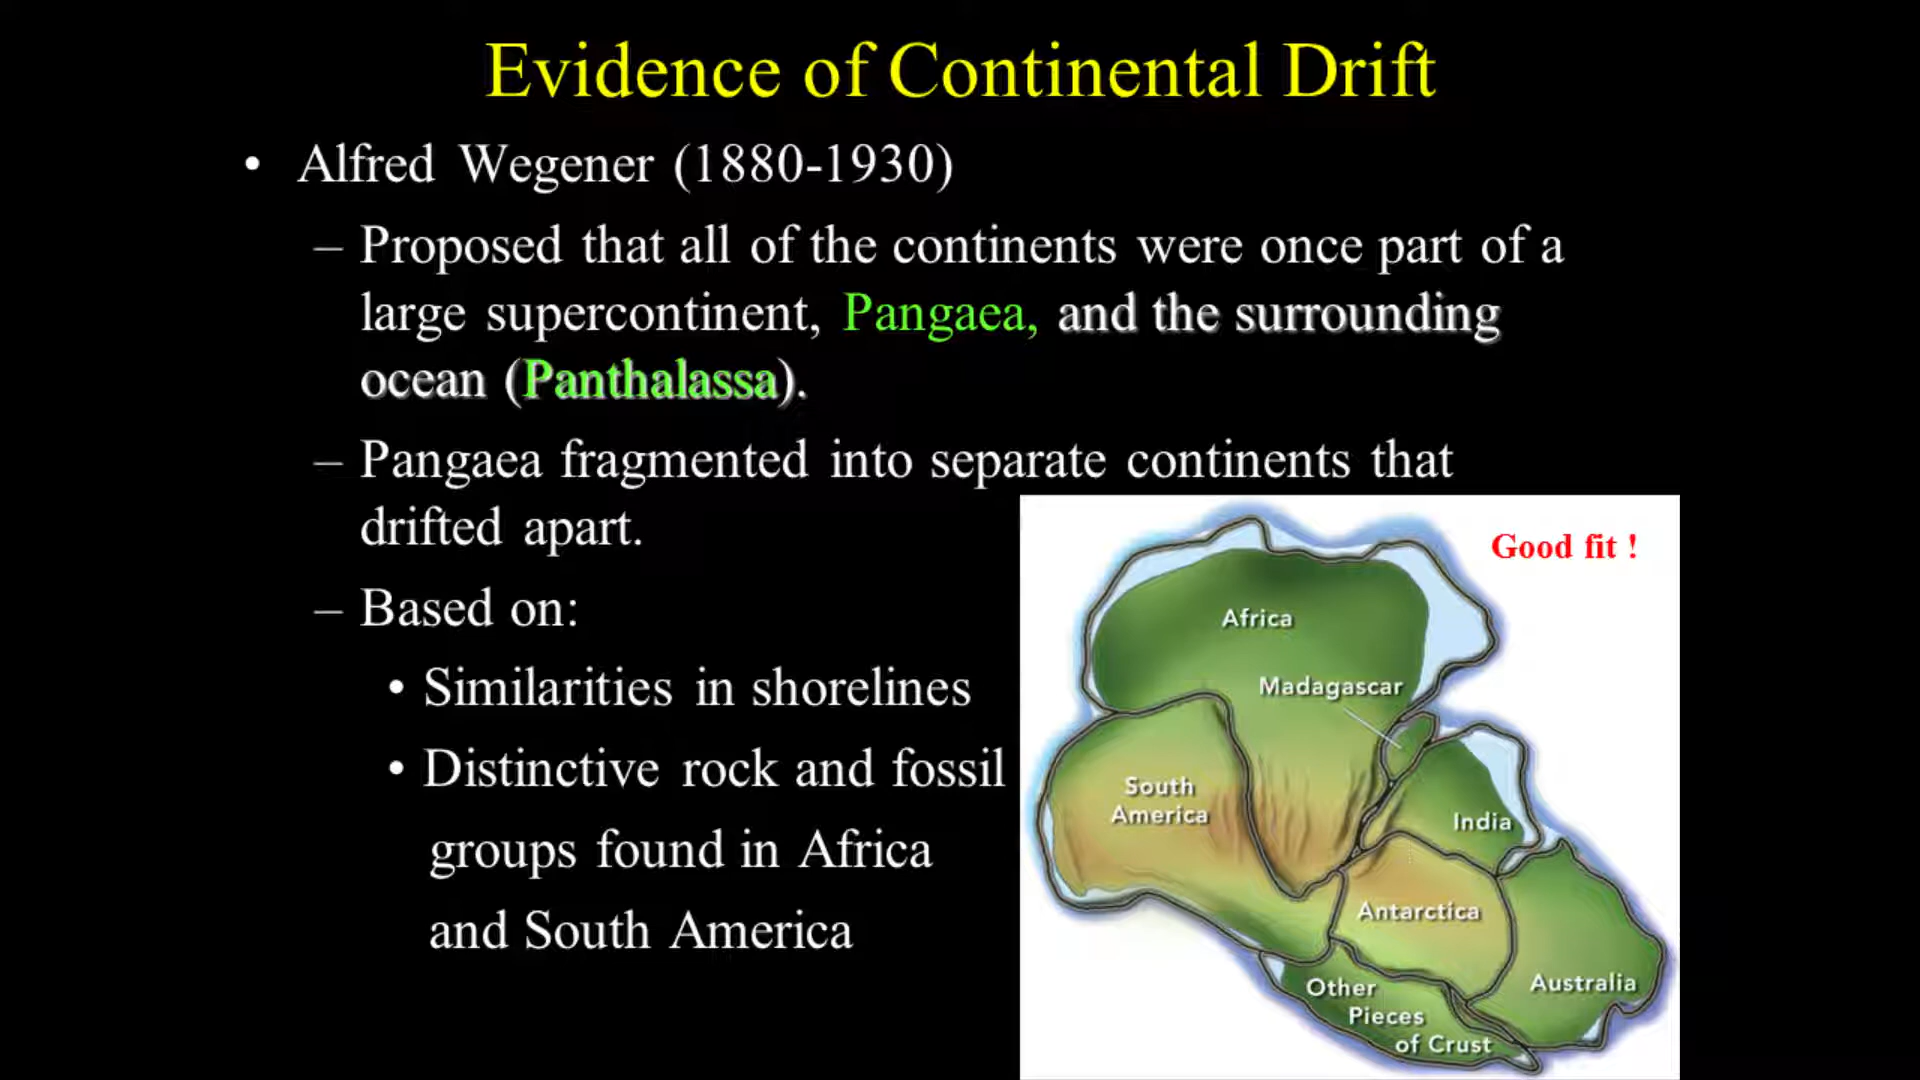 Evidence of Continental Drift
• Alfred Wegener (1880-1930)
– Proposed that all of the continents were once part of a
large supercontinent, Pangaea, and the surrounding
ocean (Panthalassa).
– Pangaea fragmented into separate continents that
drifted apart.
– Based on:
• Similarities in shorelines
• Distinctive rock and fossil
groups found in Africa
and South America
Good fit !
Africa
Madagascar
South
America
India
Antarctica
Australia
Other
Pieces
of Crust